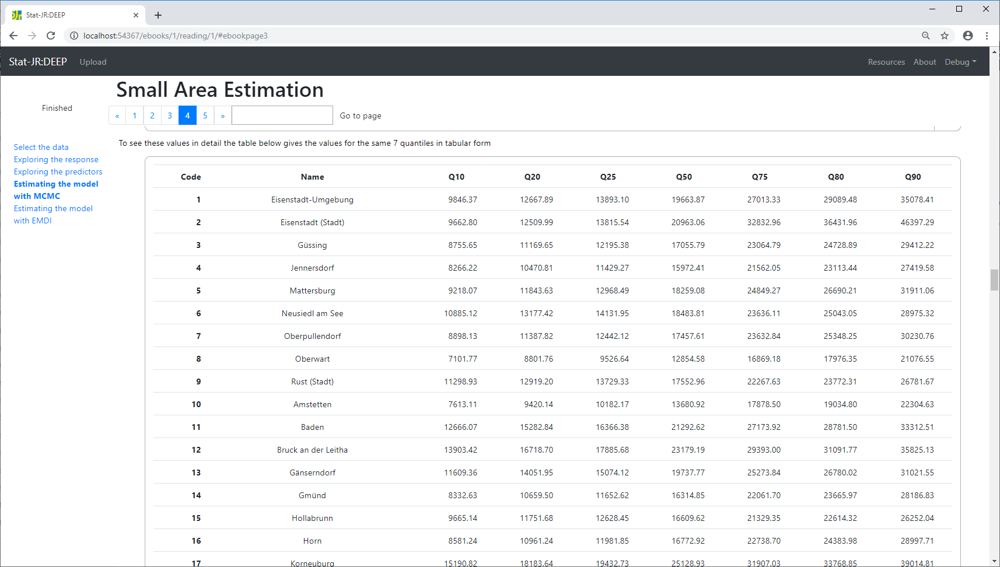 Stat-JR:DEEP
localhost:54367/ebooks/1/reading/1/#ebookpage3
Stat-JR:DEEP Upload Resources About Debug
Small Area Estimation
Finished
« 1 2 3 4 5 » Go to page
Select the data
Exploring the response
Exploring the predictors
Estimating the model
with MCMC
Estimating the model
with EMDI
To see these values in detail the table below gives the values for the same 7 quantiles in tabular form
Code Name Q10 Q20 Q25 Q50 Q75 Q80 Q90
1 Eisenstadt-Umgebung 9846.37 12667.89 13893.10 19663.87 27013.33 29089.48 35078.41
2 Eisenstadt (Stadt) 9662.80 12509.99 13815.54 20963.06 32832.96 36431.96 46397.29
3 Güssing 8755.65 11169.65 12195.38 17055.79 23064.79 24728.89 29412.22
4 Jennersdorf 8266.22 10470.81 11429.27 15972.41 21562.05 23113.44 27419.58
5 Mattersburg 9218.07 11843.63 12968.49 18259.08 24849.27 26690.21 31911.06
6 Neusiedl am See 10885.12 13177.42 14131.95 18483.81 23636.11 25043.05 28975.32
7 Oberpullendorf 8898.13 11387.82 12442.12 17457.61 23632.84 25348.25 30230.76
8 Oberwart 7101.77 8801.76 9526.64 12854.58 16869.18 17976.35 21076.55
9 Rust (Stadt) 11298.93 12919.20 13729.33 17552.96 22267.63 23772.31 26781.67
10 Amstetten 7613.11 9420.14 10182.17 13680.92 17878.50 19034.80 22304.63
11 Baden 12666.07 15282.84 16366.38 21292.62 27173.92 28781.50 33312.51
12 Bruck an der Leitha 13903.42 16718.70 17885.68 23179.19 29393.00 31091.77 35825.13
13 Gänserndorf 11609.36 14051.95 15074.12 19737.77 25273.84 26780.02 31021.55
14 Gmünd 8332.63 10659.50 11652.62 16314.85 22061.70 23665.97 28186.83
15 Hollabrunn 9665.14 11751.68 12628.45 16609.62 21329.35 22614.32 26252.04
16 Horn 8581.24 10961.24 11981.85 16772.92 22738.70 24383.98 28997.71
17 Korneuburg 15190.82 18183.64 19432.73 25128.93 31907.03 33768.85 39014.81